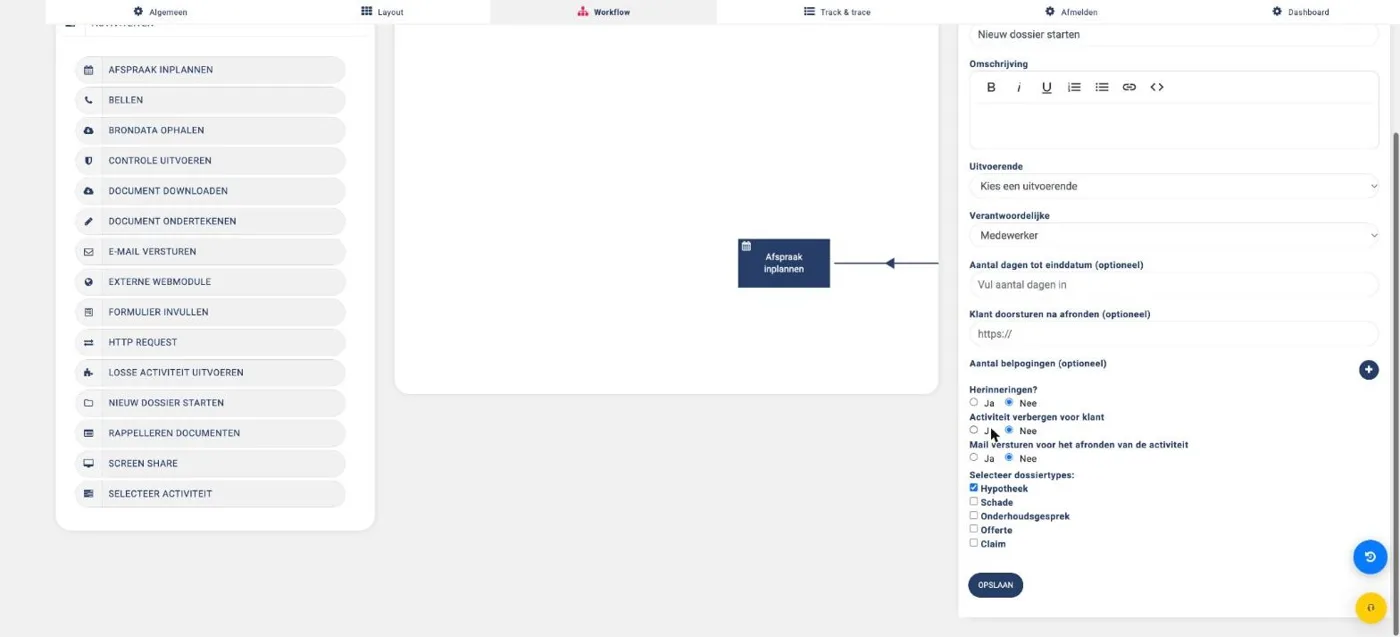 Algemeen
Layout
Workflow
Track & trace
Afmelden
Dashboard
AFSPRAAK INPLANNEN
BELLEN
BRONDATA OPHALEN
CONTROLE UITVOEREN
DOCUMENT DOWNLOADEN
DOCUMENT ONDERTEKENEN
E-MAIL VERSTUREN
EXTERNE WEBMODULE
FORMULIER INVULLEN
HTTP REQUEST
LOSSE ACTIVITEIT UITVOEREN
NIEUW DOSSIER STARTEN
RAPPELLEREN DOCUMENTEN
SCREEN SHARE
SELECTEER ACTIVITEIT
Afspraak
inplannen
Nieuw dossier starten
Omschrijving
B i U
Uitvoerende
Kies een uitvoerende
Verantwoordelijke
Medewerker
Aantal dagen tot einddatum (optioneel)
Vul aantal dagen in
Klant doorsturen na afronden (optioneel)
https://
Aantal belpogingen (optioneel)
Herinneringen?
Ja Nee
Activiteit verbergen voor klant
Nee
Mail versturen voor het afronden van de activiteit
Ja Nee
Selecteer dossiertypes:
Hypotheek
Schade
Onderhoudsgesprek
Offerte
Claim
OPSLAAN